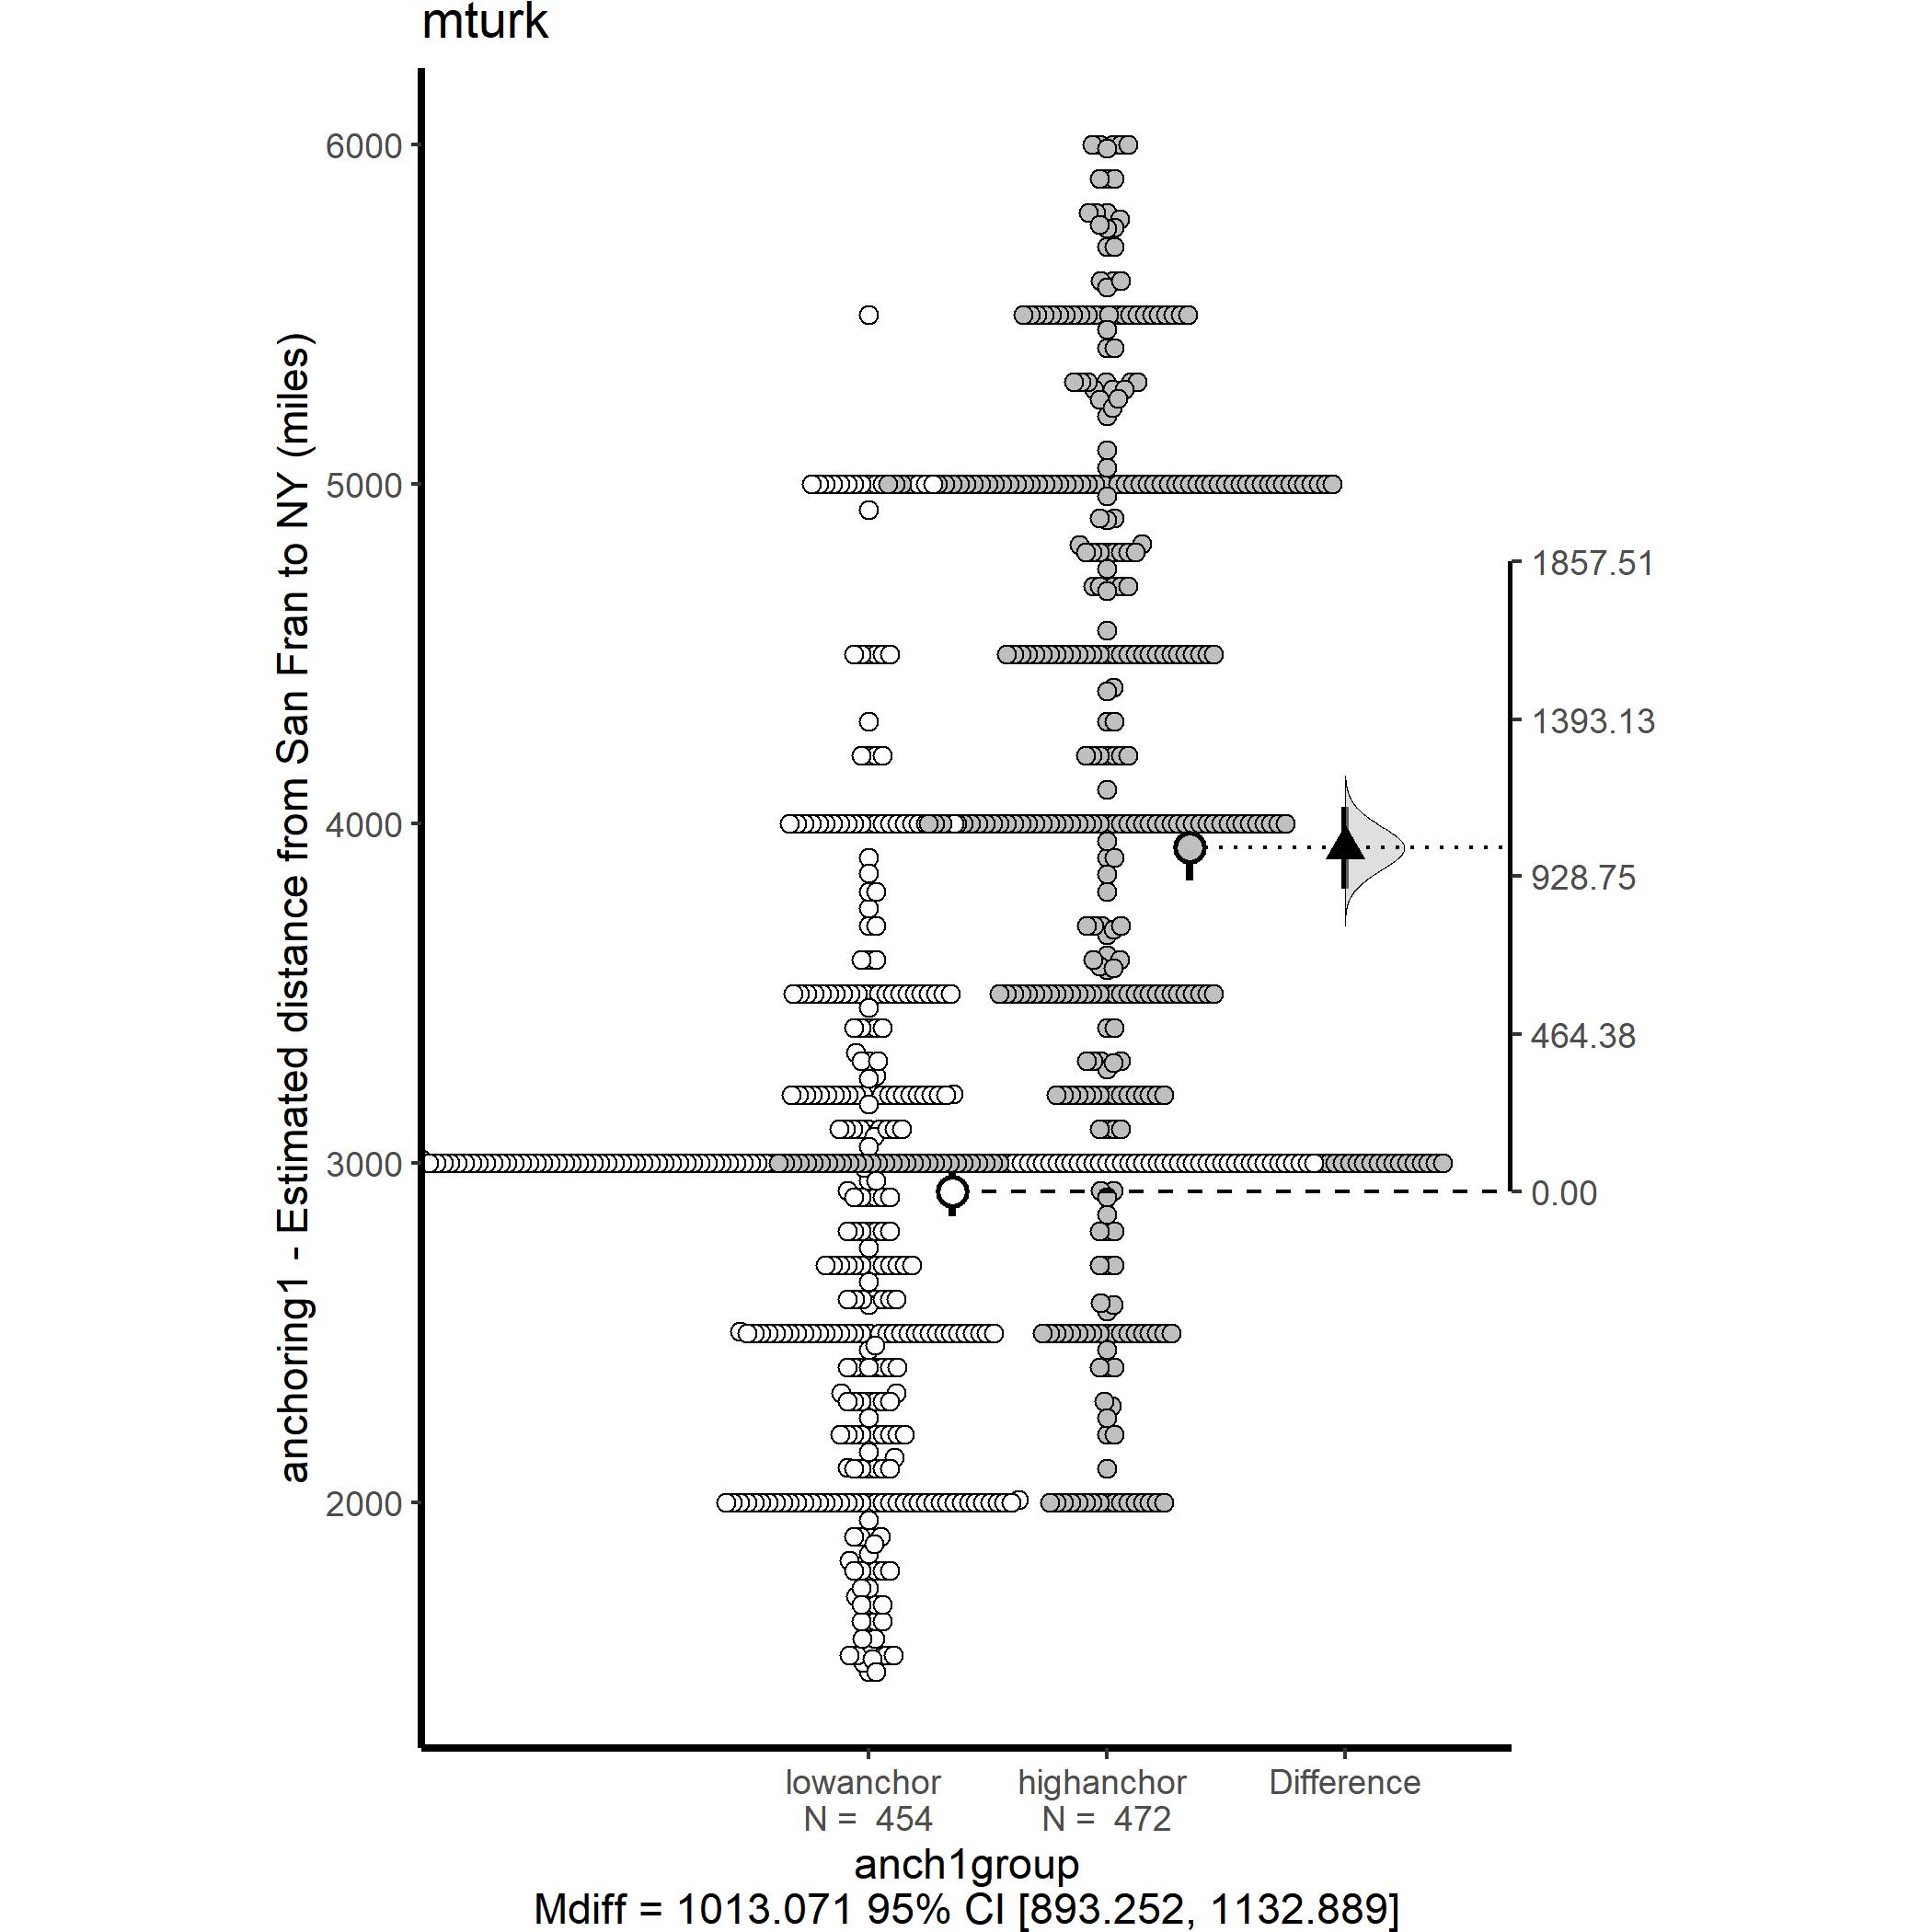 mturk
anchoring1 - Estimated distance from San Fran to NY (miles)
6000
5000
4000
3000
2000
1857.51
1393.13
928.75
464.38
0.00
lowanchor
N =  454
highanchor
N =  472
Difference
anch1group
Mdiff = 1013.071 95% CI [893.252, 1132.889]